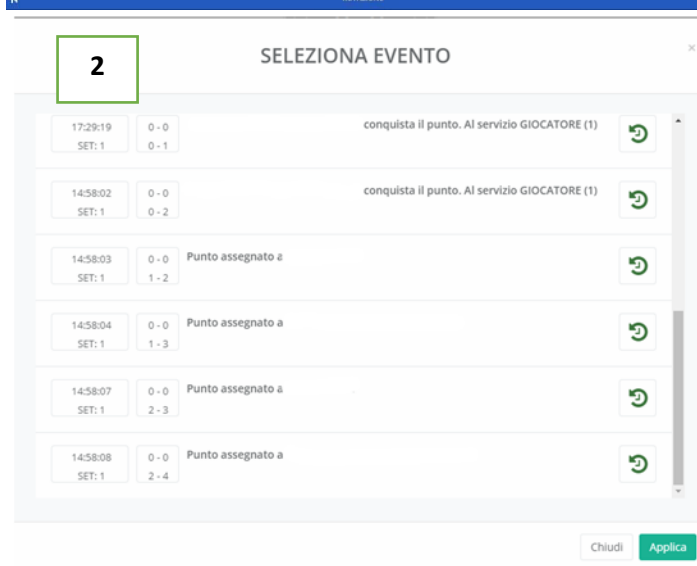 2
SELEZIONA EVENTO
×
17:29:19 0 - 0 conquista il punto. Al servizio GIOCATORE (1)
SET: 1 0 - 1
14:58:02 0 - 0 conquista il punto. Al servizio GIOCATORE (1)
SET: 1 0 - 2
14:58:03 0 - 0 Punto assegnato a
SET: 1 1 - 2
14:58:04 0 - 0 Punto assegnato a
SET: 1 1 - 3
14:58:07 0 - 0 Punto assegnato a
SET: 1 2 - 3
14:58:08 0 - 0 Punto assegnato a
SET: 1 2 - 4
Chiudi Applica